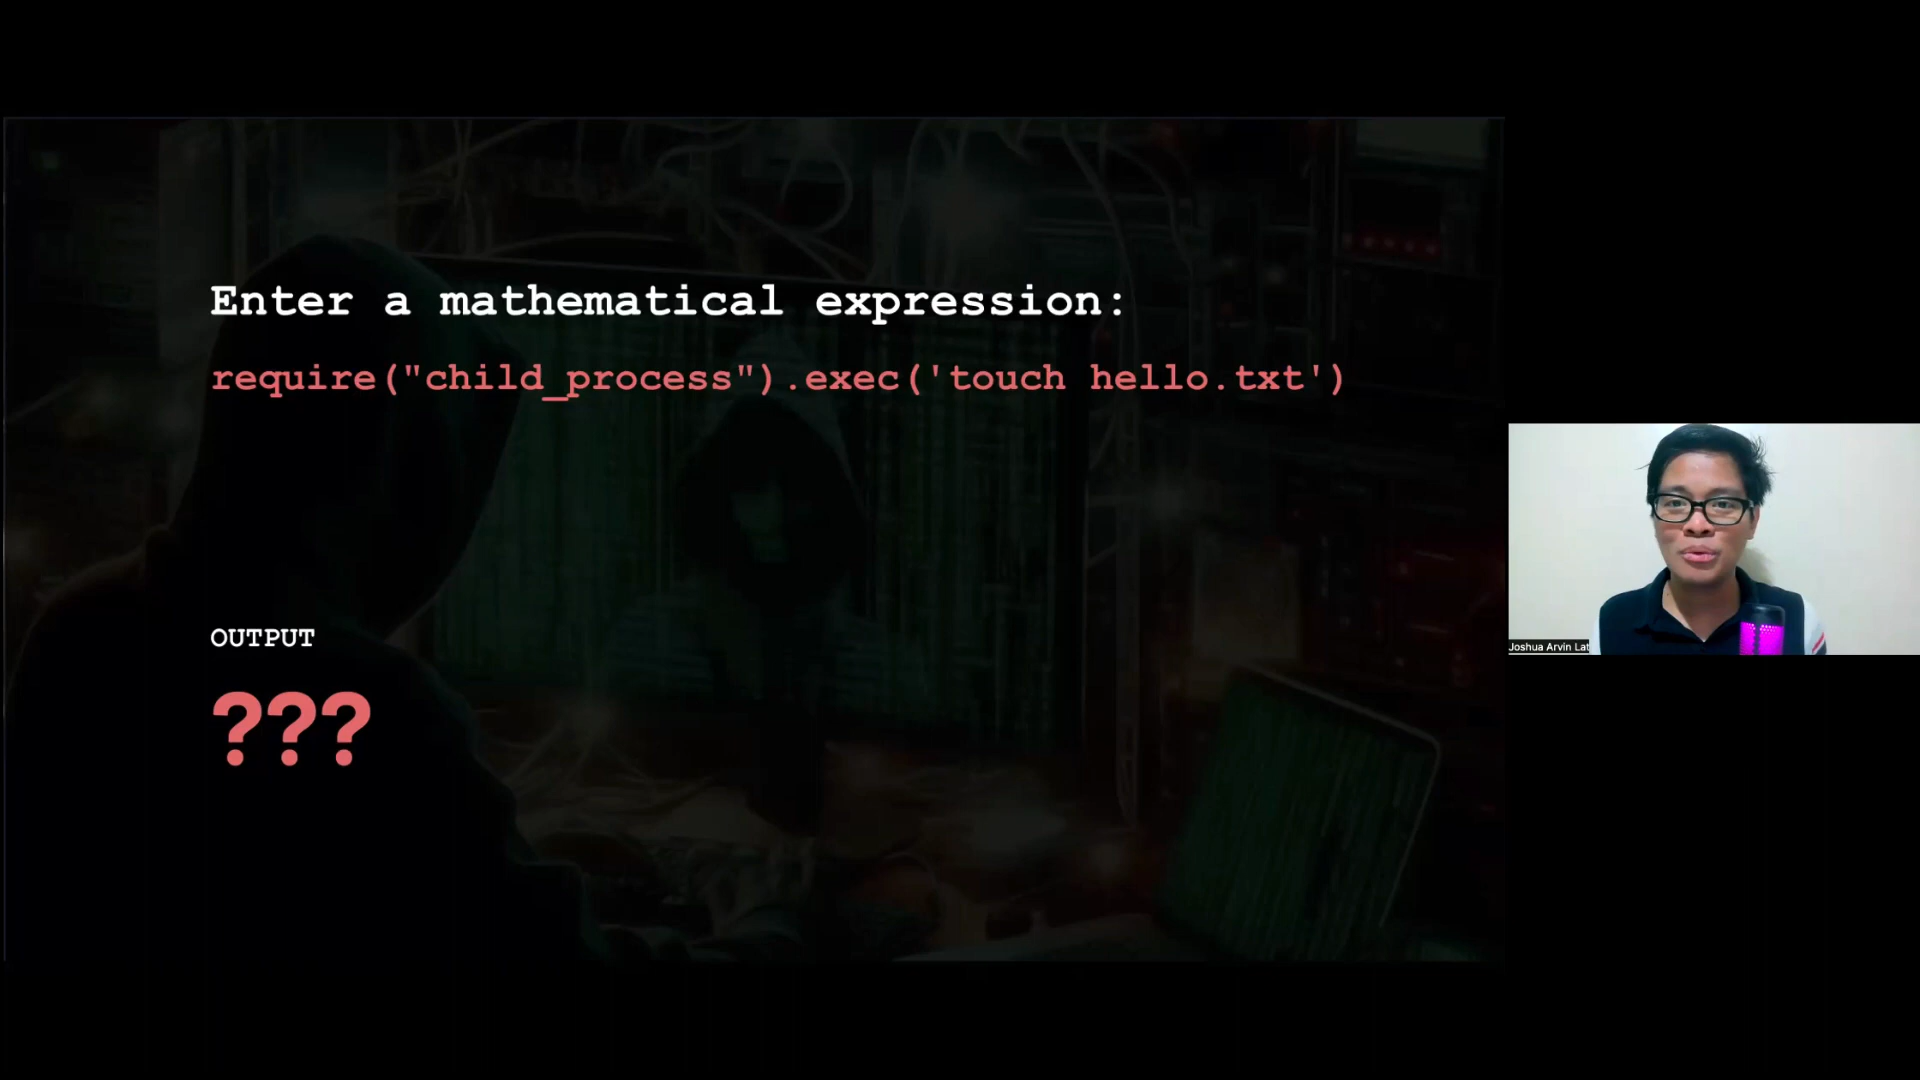 Enter a mathematical expression:
require("child_process").exec('touch hello.txt')
OUTPUT
???
Joshua Arvin Lat